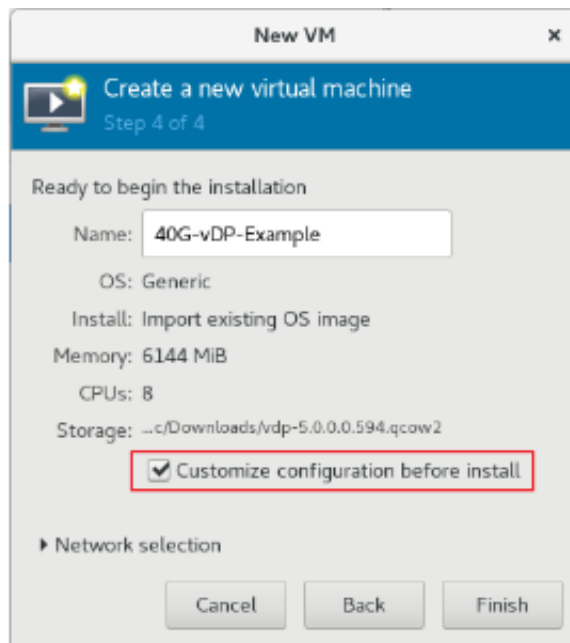 New VM
Create a new virtual machine
Step 4 of 4
Ready to begin the installation
Name: 40G-vDP-Example
OS: Generic
Install: Import existing OS image
Memory: 6144 MiB
CPUs: 8
Storage: ...c/Downloads/vdp-5.0.0.0.594.qcow2
Customize configuration before install
Network selection
Cancel Back Finish